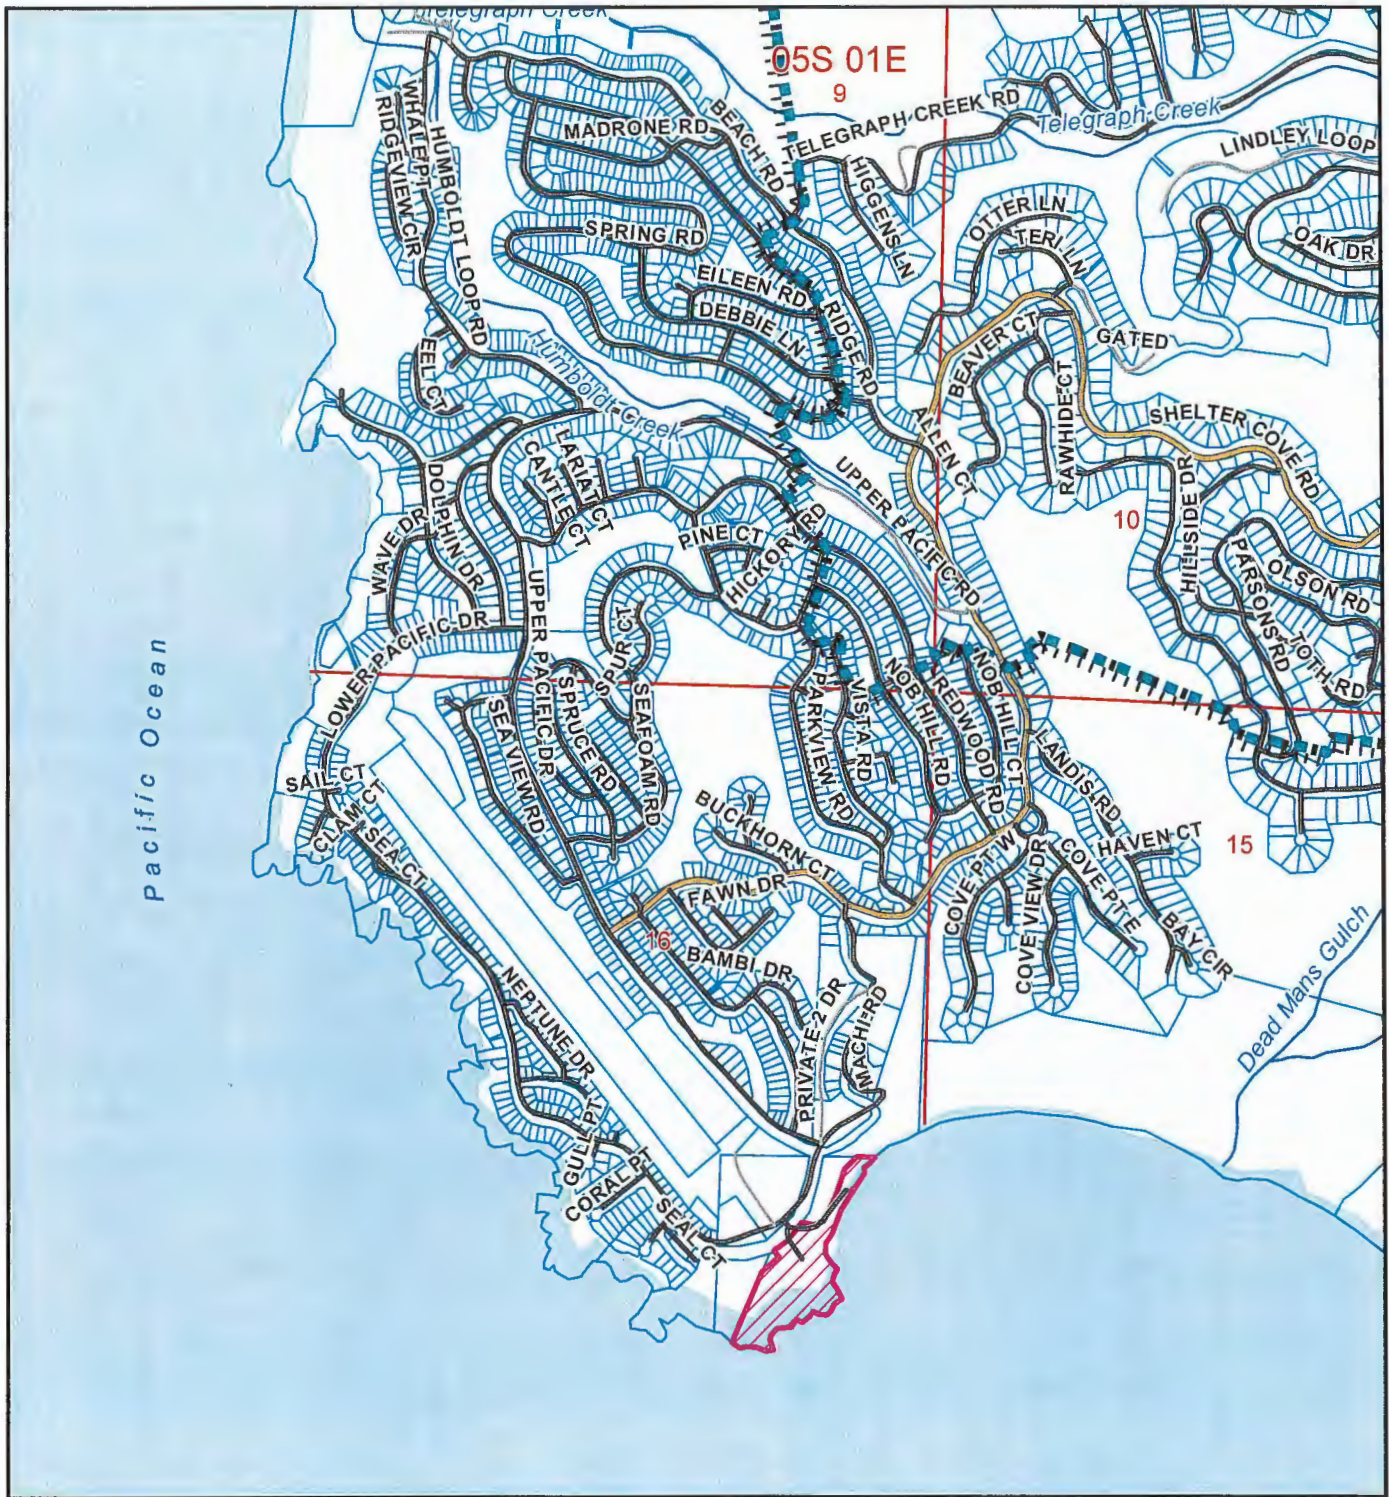 Telegraph Creek
05S 01E
9
TELEGRAPH CREEK RD
Telegraph Creek
LINDLEY LOOP
WHALE PT
RIDGEVIEW CIR
HUMBOLDT LOOP RD
MADRONE RD
BEACH RD
HIGGENS LN
OTTER LN
TERI LN
OAK DR
SPRING RD
EILEEN RD
DEBBIE LN
RIDGE RD
GATED
BEAVER CT
RAWHIDE CT
EEL CT
Humboldt Creek
ALLEN CT
SHELTER COVE RD
LARIAT CT
CANTLE CT
UPPER PACIFIC RD
DOLPHIN DR
WAVE DR
PINE CT
HICKORY RD
10
HILLSIDE DR
OLSON RD
PARSONS RD
TOTH RD
UPPER PACIFIC DR
SPUR CT
LOWER PACIFIC DR
SEAFOAM RD
SPRUCE RD
SEA VIEW RD
PARKVIEW RD
VISTA RD
NOB HILL RD
REDWOOD RD
NOB HILL CT
LANDIS RD
Pacific Ocean
SAIL CT
CLAM CT
SEA CT
BUCKHORN CT
FAWN DR
COVE PT W
COVE VIEW DR
COVE PT E
HAVEN CT
15
BAY CIR
16
BAMBI DR
PRIVATE 2 DR
MACHI RD
Dead Mans Gulch
NEPTUNE DR
GULL PT
CORAL PT
SEAL CT